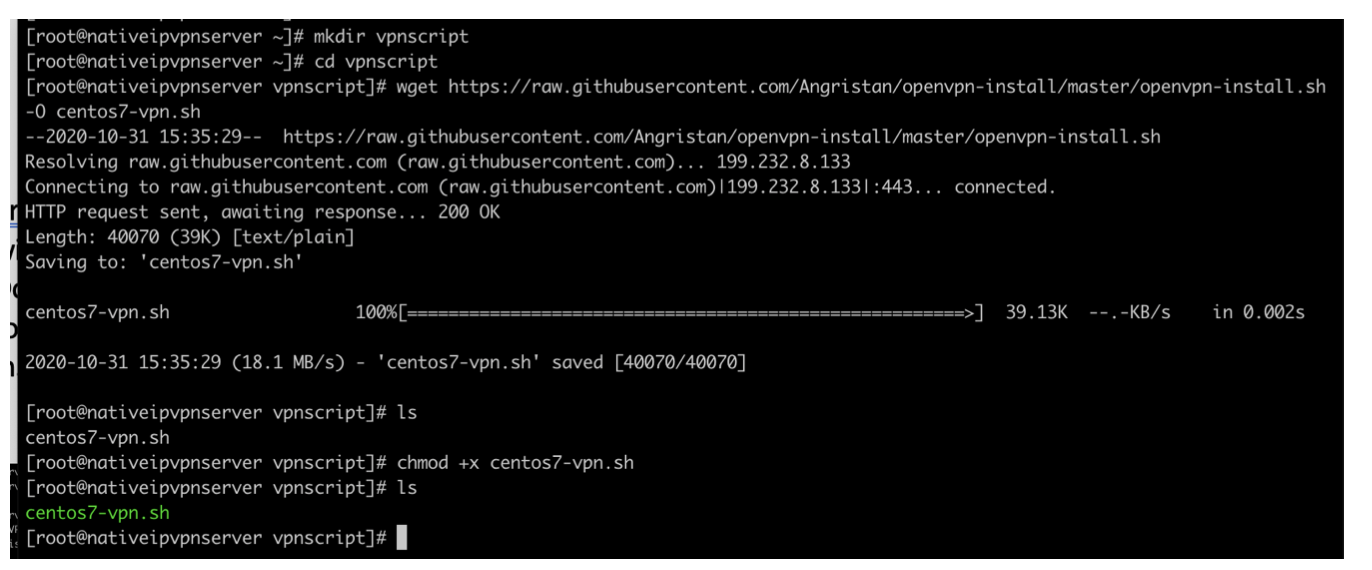 [root@nativeipvpnserver ~]# mkdir vpnscript
[root@nativeipvpnserver ~]# cd vpnscript
[root@nativeipvpnserver vpnscript]# wget https://raw.githubusercontent.com/Angristan/openvpn-install/master/openvpn-install.sh
-O centos7-vpn.sh
--2020-10-31 15:35:29--  https://raw.githubusercontent.com/Angristan/openvpn-install/master/openvpn-install.sh
Resolving raw.githubusercontent.com (raw.githubusercontent.com)... 199.232.8.133
Connecting to raw.githubusercontent.com (raw.githubusercontent.com)|199.232.8.133|:443... connected.
HTTP request sent, awaiting response... 200 OK
Length: 40070 (39K) [text/plain]
Saving to: 'centos7-vpn.sh'
centos7-vpn.sh                  100%[======================================================>]  39.13K  --.-KB/s    in 0.002s
2020-10-31 15:35:29 (18.1 MB/s) - 'centos7-vpn.sh' saved [40070/40070]
[root@nativeipvpnserver vpnscript]# ls
centos7-vpn.sh
[root@nativeipvpnserver vpnscript]# chmod +x centos7-vpn.sh
[root@nativeipvpnserver vpnscript]# ls
centos7-vpn.sh
[root@nativeipvpnserver vpnscript]#